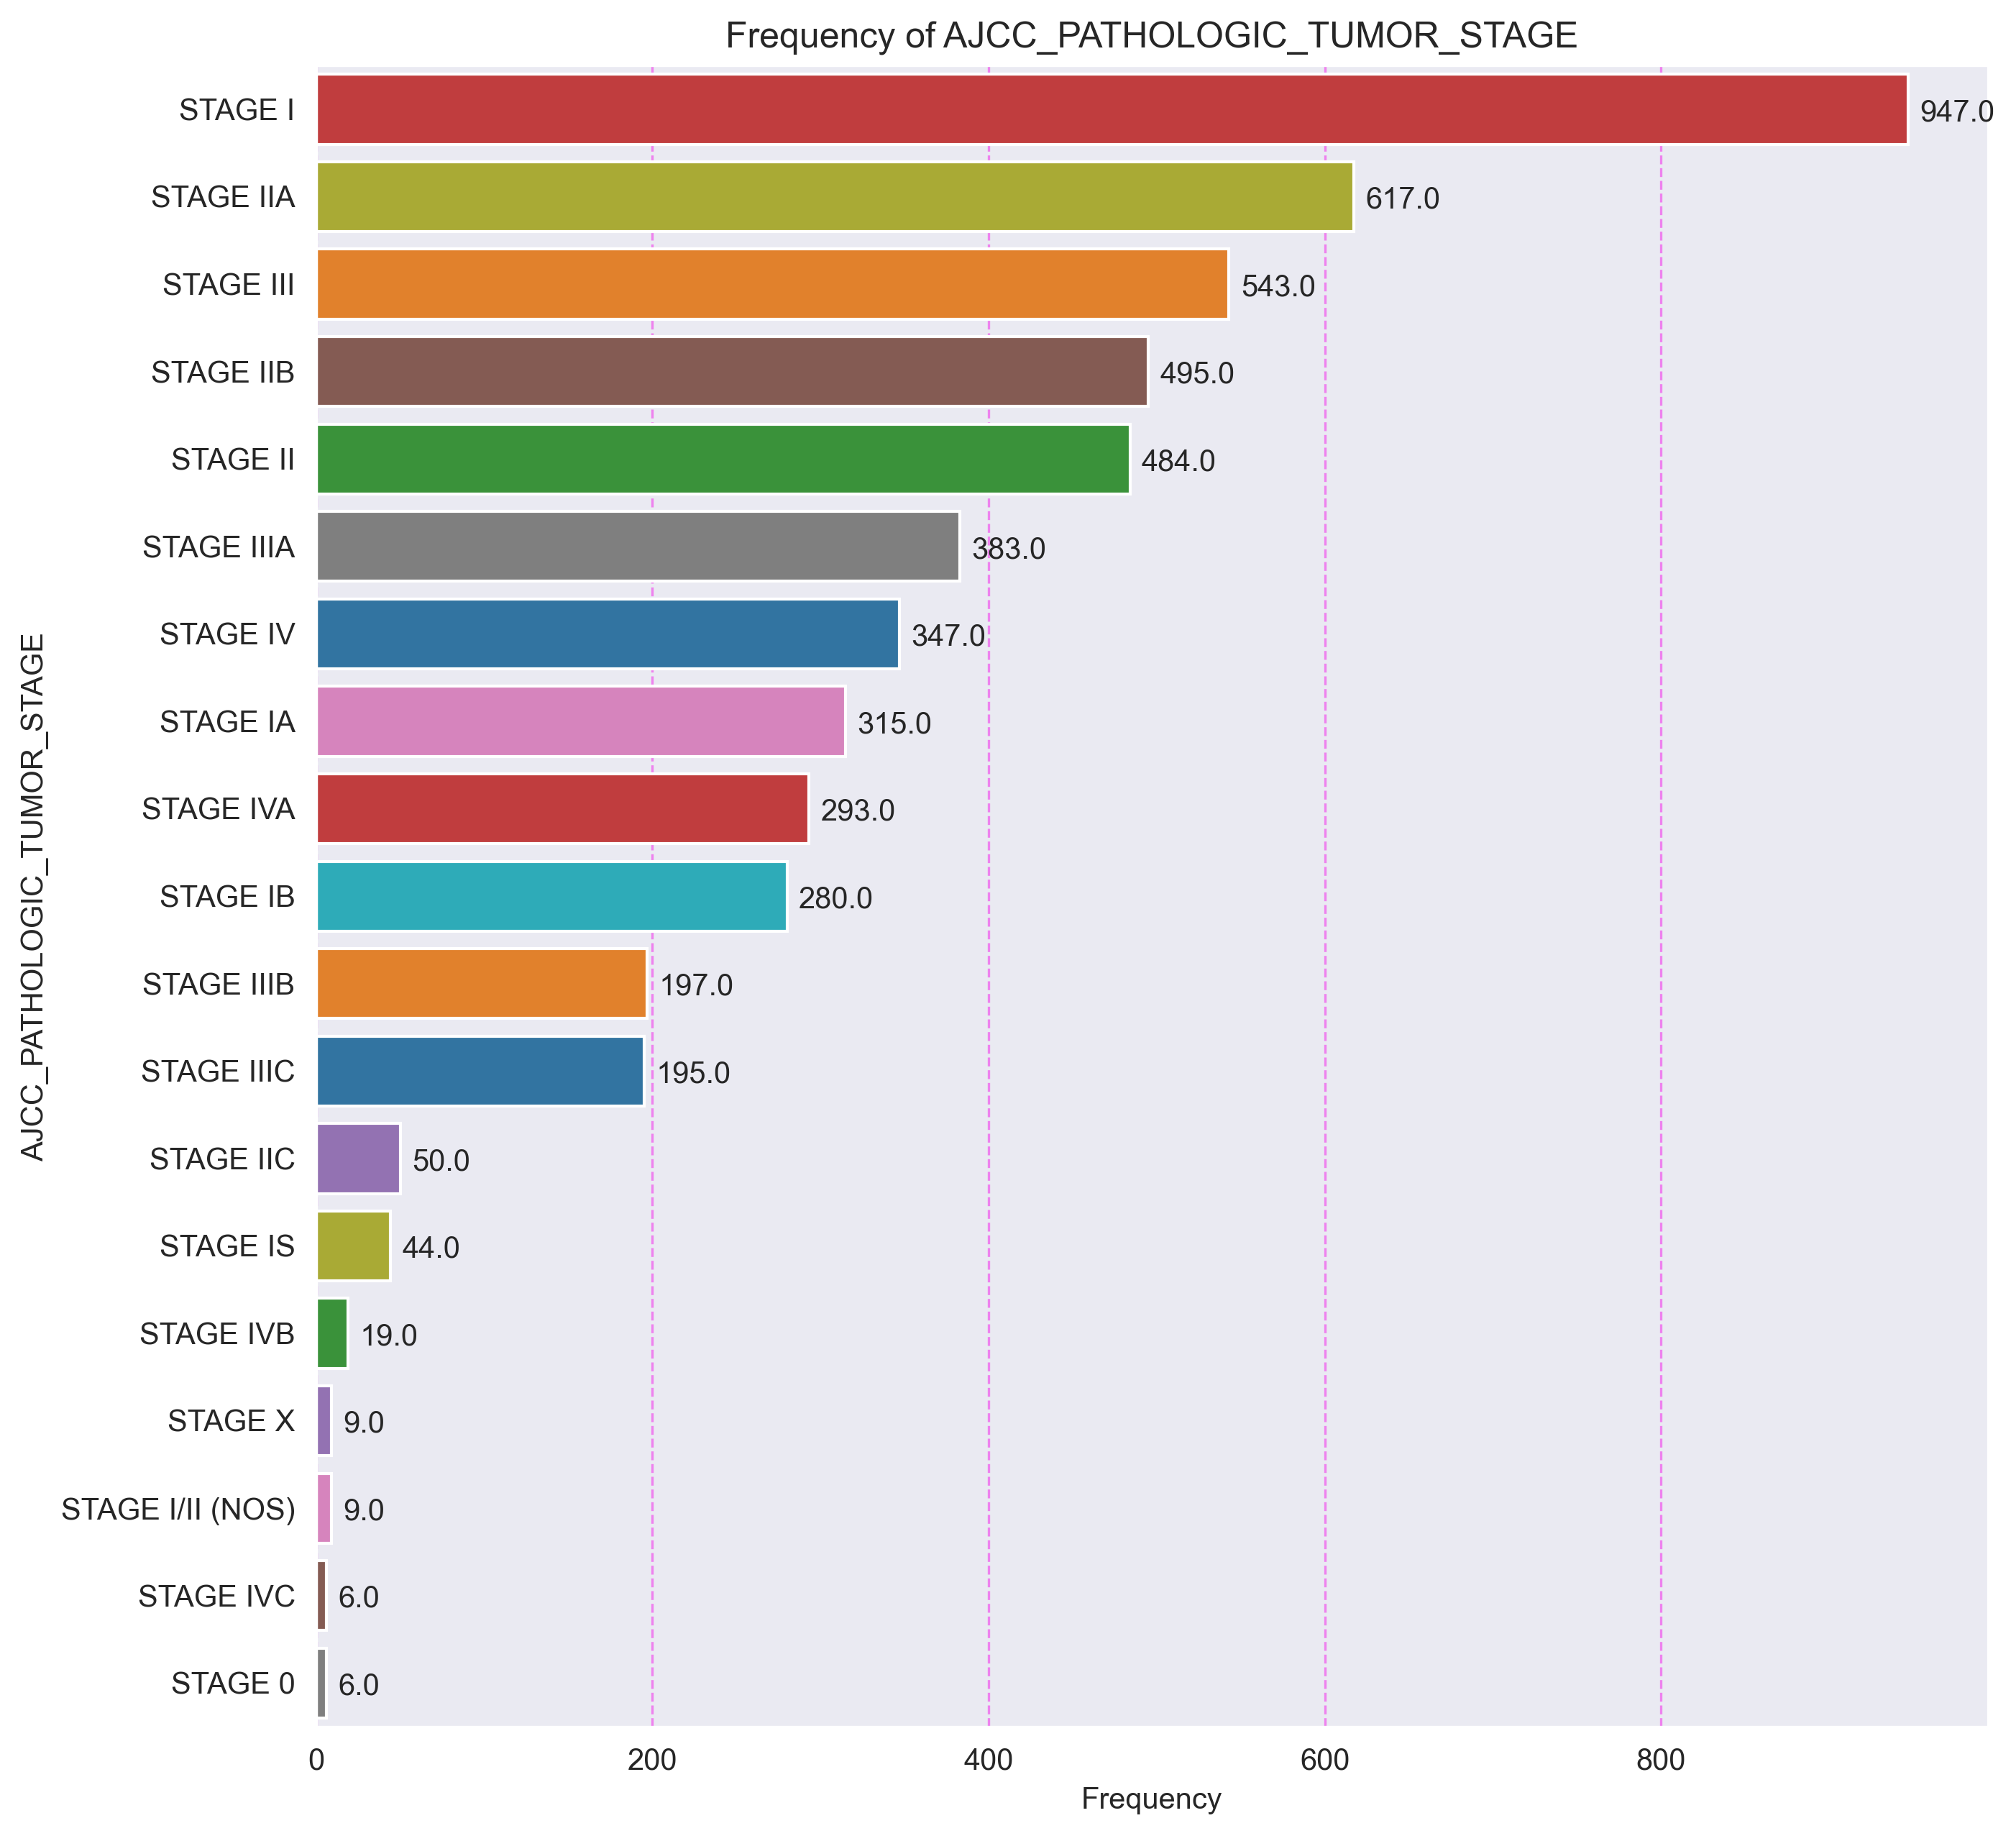 Frequency of AJCC_PATHOLOGIC_TUMOR_STAGE
AJCC_PATHOLOGIC_TUMOR_STAGE
STAGE I 947.0
STAGE IIA 617.0
STAGE III 543.0
STAGE IIB 495.0
STAGE II 484.0
STAGE IIIA 383.0
STAGE IV 347.0
STAGE IA 315.0
STAGE IVA 293.0
STAGE IB 280.0
STAGE IIIB 197.0
STAGE IIIC 195.0
STAGE IIC 50.0
STAGE IS 44.0
STAGE IVB 19.0
STAGE X 9.0
STAGE I/II (NOS) 9.0
STAGE IVC 6.0
STAGE 0 6.0
0 200 400 600 800
Frequency